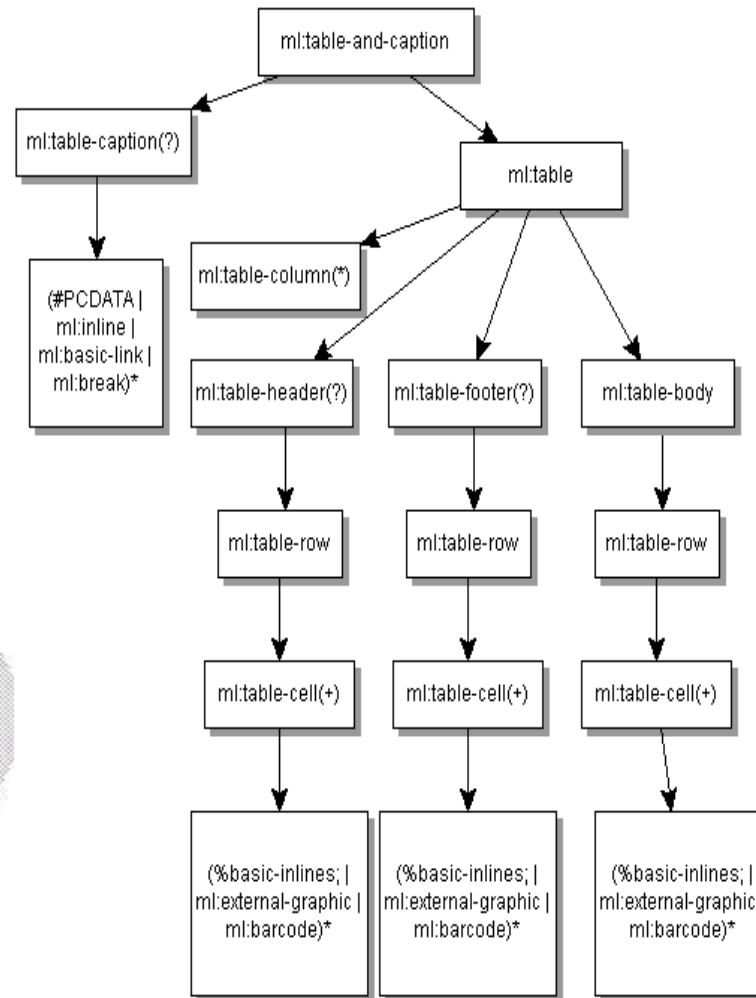 ml:table-and-caption
ml:table-caption(?)
ml:table
ml:table-column(*)
(#PCDATA |
ml:inline |
ml:basic-link |
ml:break)*
ml:table-header(?)
ml:table-footer(?)
ml:table-body
ml:table-row
ml:table-row
ml:table-row
ml:table-cell(+)
ml:table-cell(+)
ml:table-cell(+)
(%basic-inlines; |
ml:external-graphic |
ml:barcode)*
(%basic-inlines; |
ml:external-graphic |
ml:barcode)*
(%basic-inlines; |
ml:external-graphic
ml:barcode)*